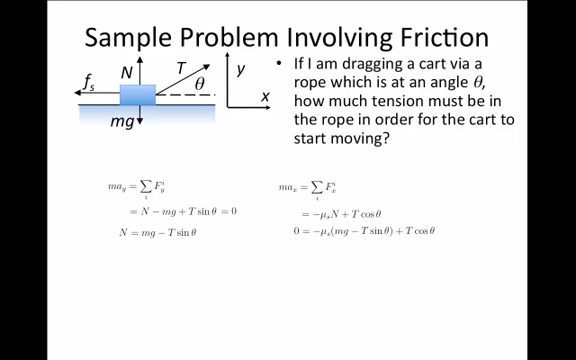 Sample Problem Involving Friction
f_s N T θ y x mg
• If I am dragging a cart via a
rope which is at an angle θ,
how much tension must be in
the rope in order for the cart to
start moving?
ma_y = ∑_i F_y^i
= N − mg + T sin θ = 0
N = mg − T sin θ
ma_x = ∑_i F_x^i
= −μ_s N + T cos θ
0 = −μ_s(mg − T sin θ) + T cos θ